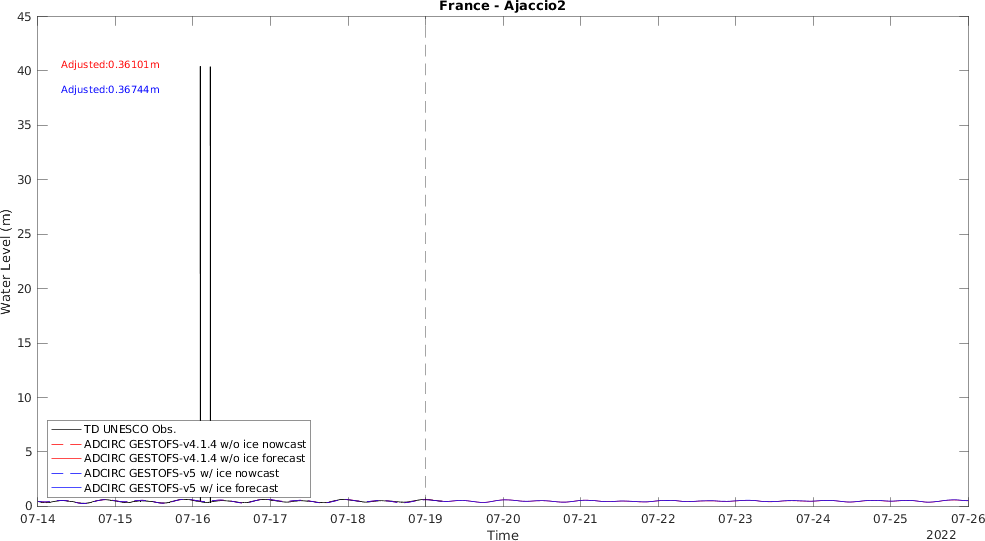 France - Ajaccio2
45
40
35
30
25
20
15
10
5
0
Water Level (m)
Adjusted:0.36101m
Adjusted:0.36744m
TD UNESCO Obs.
ADCIRC GESTOFS-v4.1.4 w/o ice nowcast
ADCIRC GESTOFS-v4.1.4 w/o ice forecast
ADCIRC GESTOFS-v5 w/ ice nowcast
ADCIRC GESTOFS-v5 w/ ice forecast
07-14 07-15 07-16 07-17 07-18 07-19 07-20 07-21 07-22 07-23 07-24 07-25 07-26
Time
2022